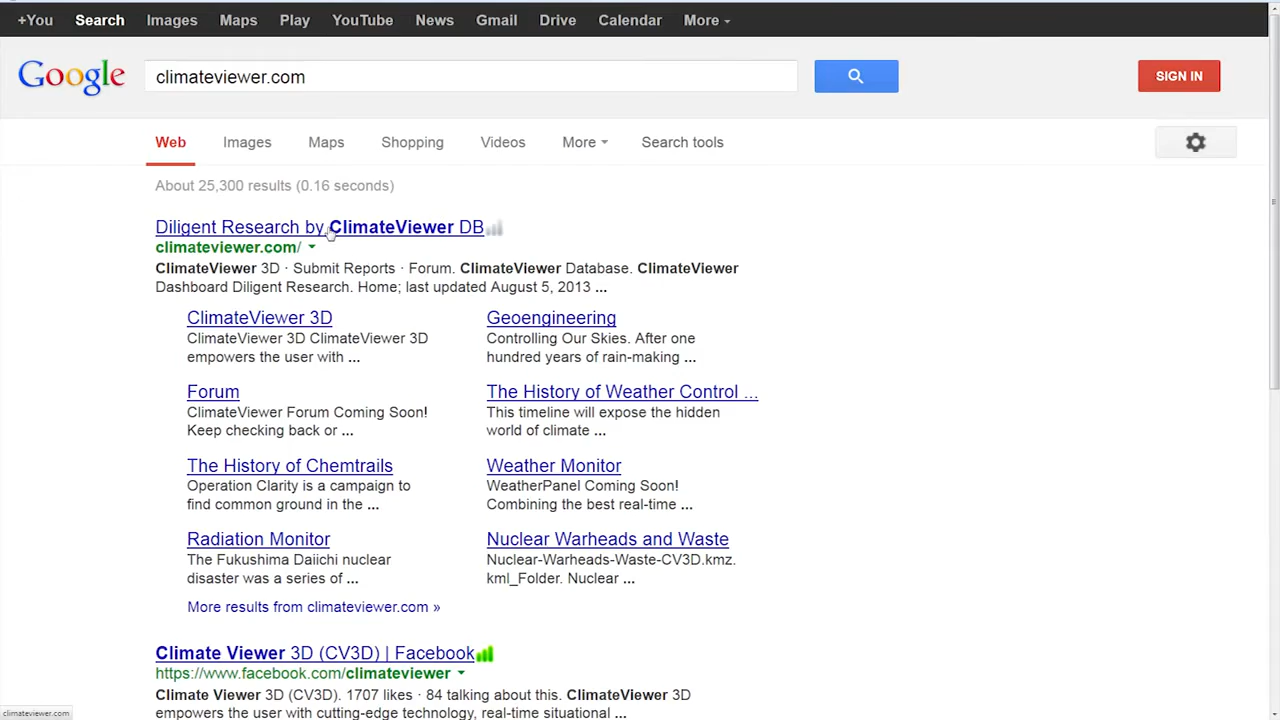 +You Search Images Maps Play YouTube News Gmail Drive Calendar More
Google climateviewer.com SIGN IN
Web Images Maps Shopping Videos More Search tools
About 25,300 results (0.16 seconds)
Diligent Research by ClimateViewer DB
climateviewer.com/
ClimateViewer 3D · Submit Reports · Forum. ClimateViewer Database. ClimateViewer
Dashboard Diligent Research. Home; last updated August 5, 2013 ...
ClimateViewer 3D
ClimateViewer 3D ClimateViewer 3D
empowers the user with ...
Geoengineering
Controlling Our Skies. After one
hundred years of rain-making ...
Forum
ClimateViewer Forum Coming Soon!
Keep checking back or ...
The History of Weather Control ...
This timeline will expose the hidden
world of climate ...
The History of Chemtrails
Operation Clarity is a campaign to
find common ground in the ...
Weather Monitor
WeatherPanel Coming Soon!
Combining the best real-time ...
Radiation Monitor
The Fukushima Daiichi nuclear
disaster was a series of ...
Nuclear Warheads and Waste
Nuclear-Warheads-Waste-CV3D.kmz.
kml_Folder. Nuclear ...
More results from climateviewer.com »
Climate Viewer 3D (CV3D) | Facebook
https://www.facebook.com/climateviewer
Climate Viewer 3D (CV3D). 1707 likes · 84 talking about this. ClimateViewer 3D
empowers the user with cutting-edge technology, real-time situational ...
climateviewer.com